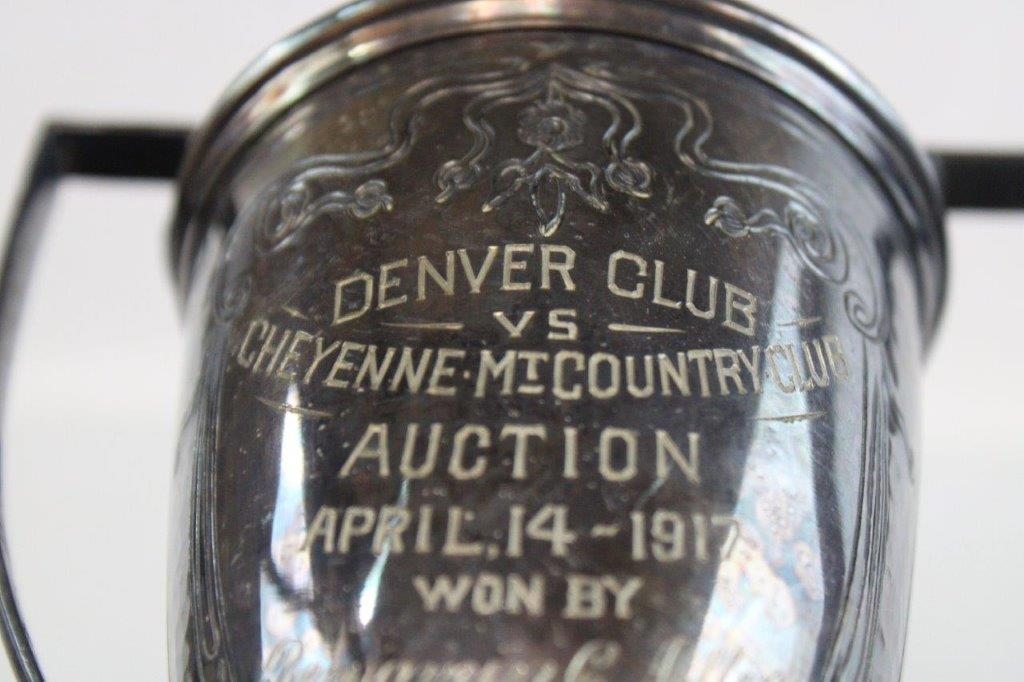 DENVER CLUB
VS
CHEYENNE·MT COUNTRY·CLUB
AUCTION
APRIL, 14 - 1917
WON BY